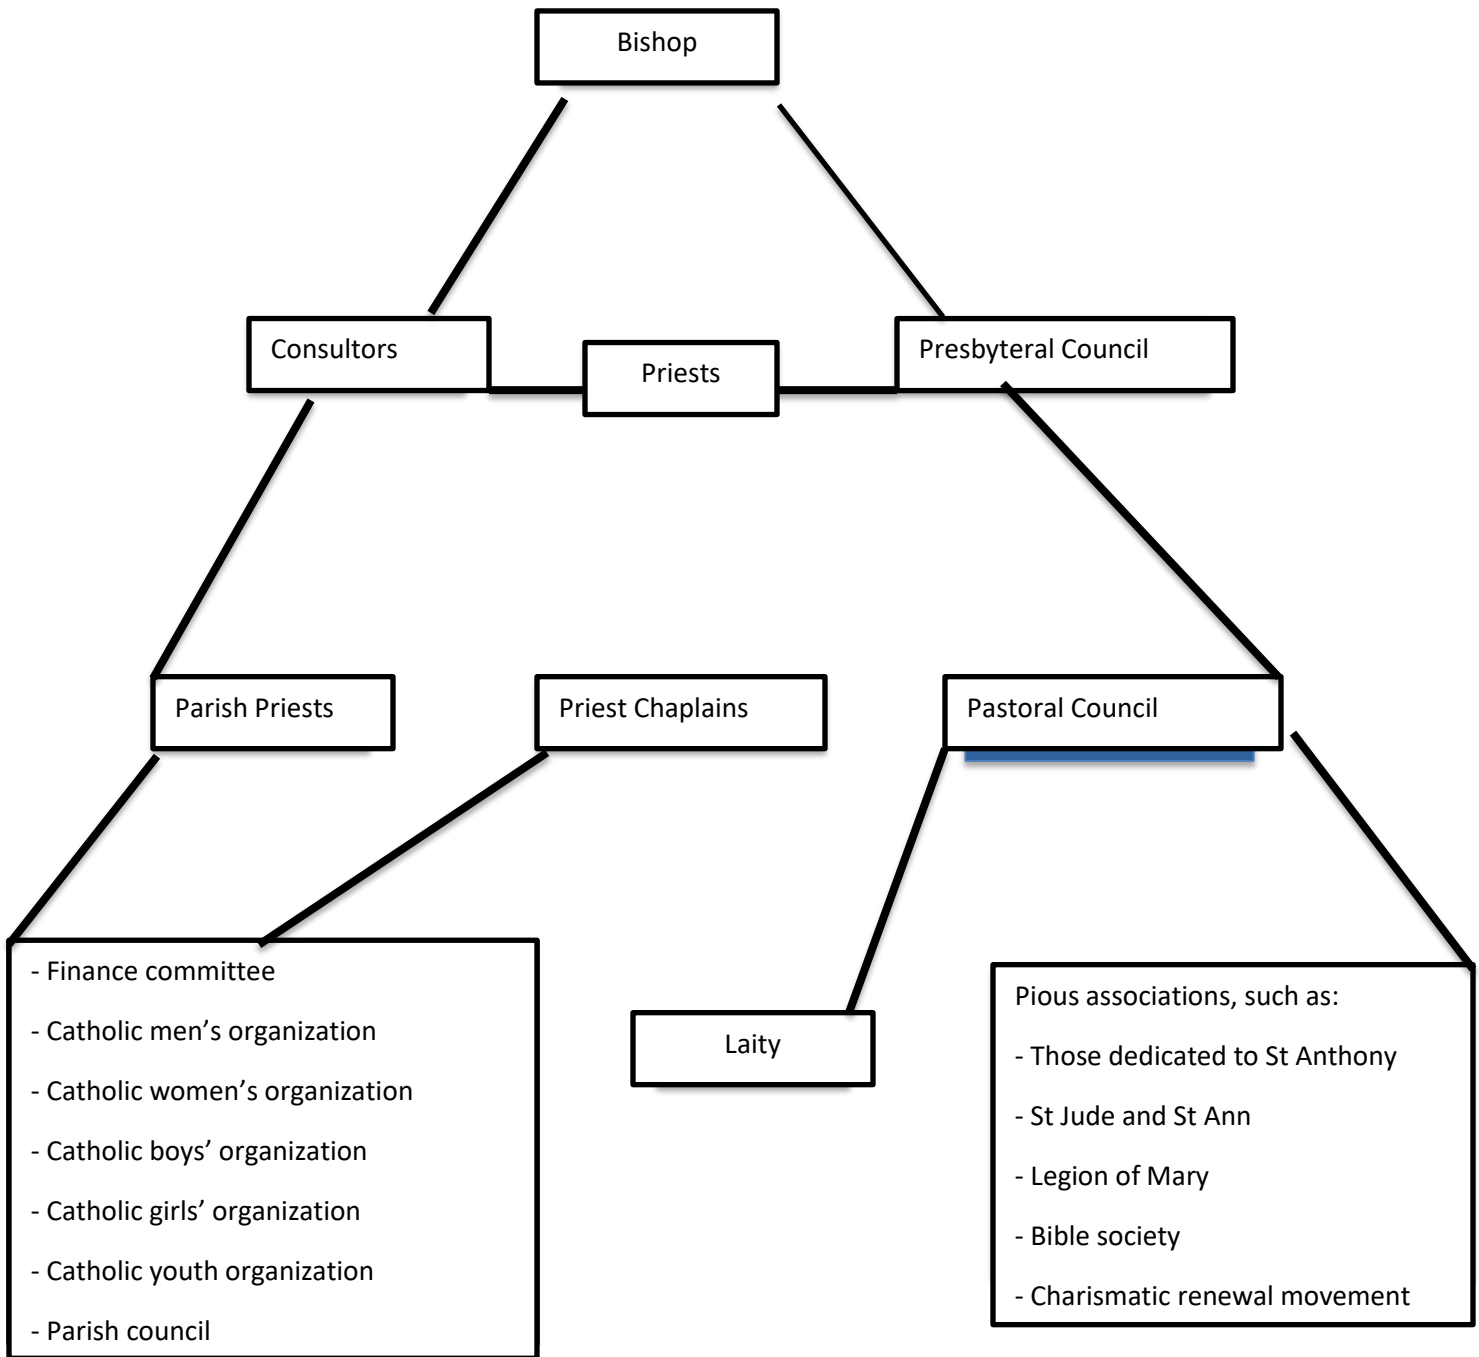 Bishop
Consultors
Priests
Presbyteral Council
Parish Priests
Priest Chaplains
Pastoral Council
- Finance committee
- Catholic men’s organization
- Catholic women’s organization
- Catholic boys’ organization
- Catholic girls’ organization
- Catholic youth organization
- Parish council
Laity
Pious associations, such as:
- Those dedicated to St Anthony
- St Jude and St Ann
- Legion of Mary
- Bible society
- Charismatic renewal movement